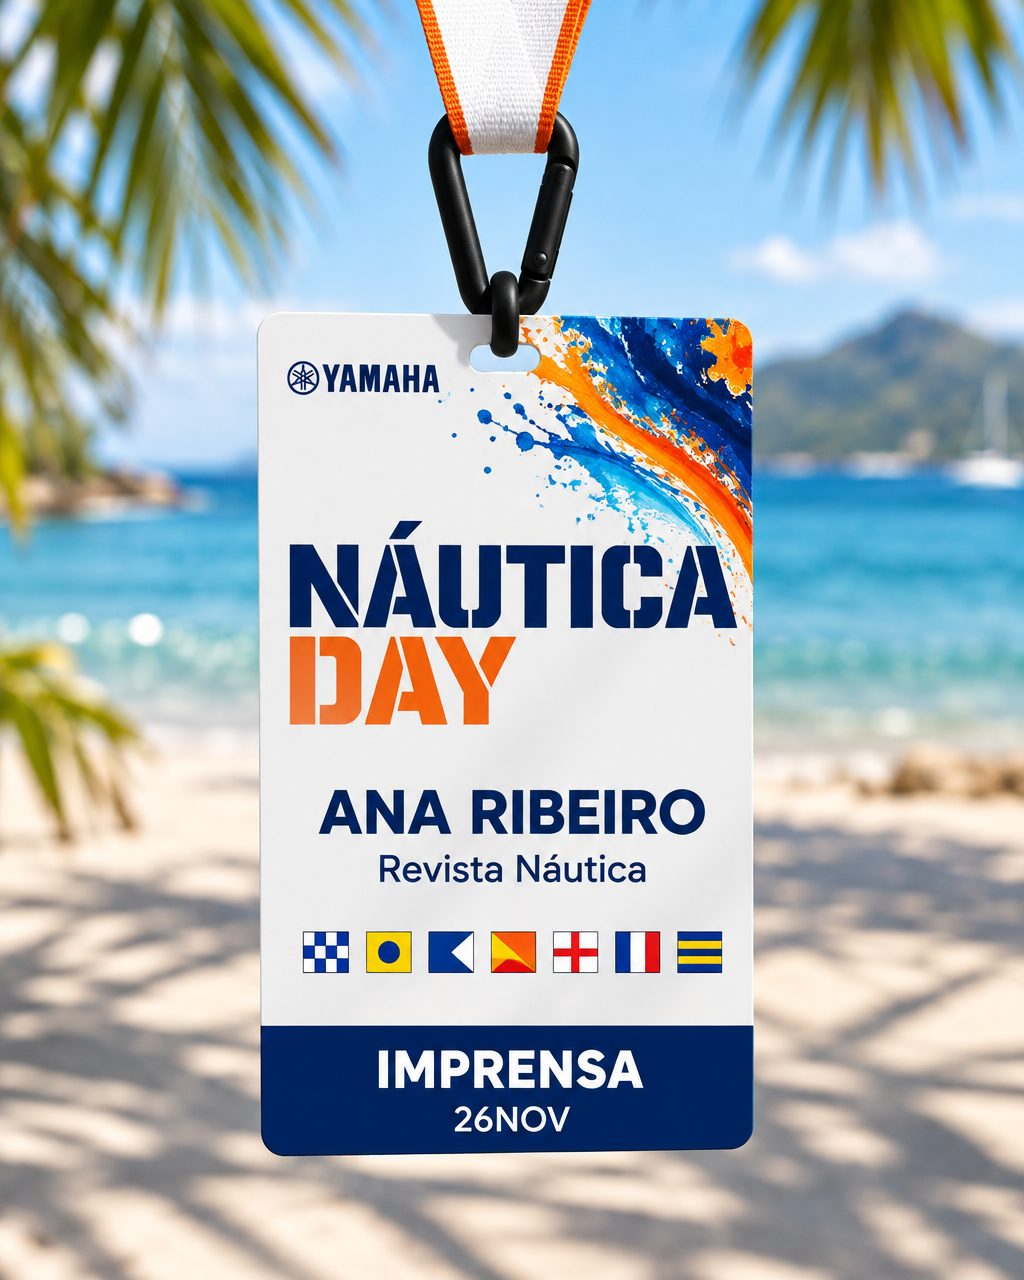 YAMAHA
NÁUTICA
DAY
ANA RIBEIRO
Revista Náutica
IMPRENSA
26NOV